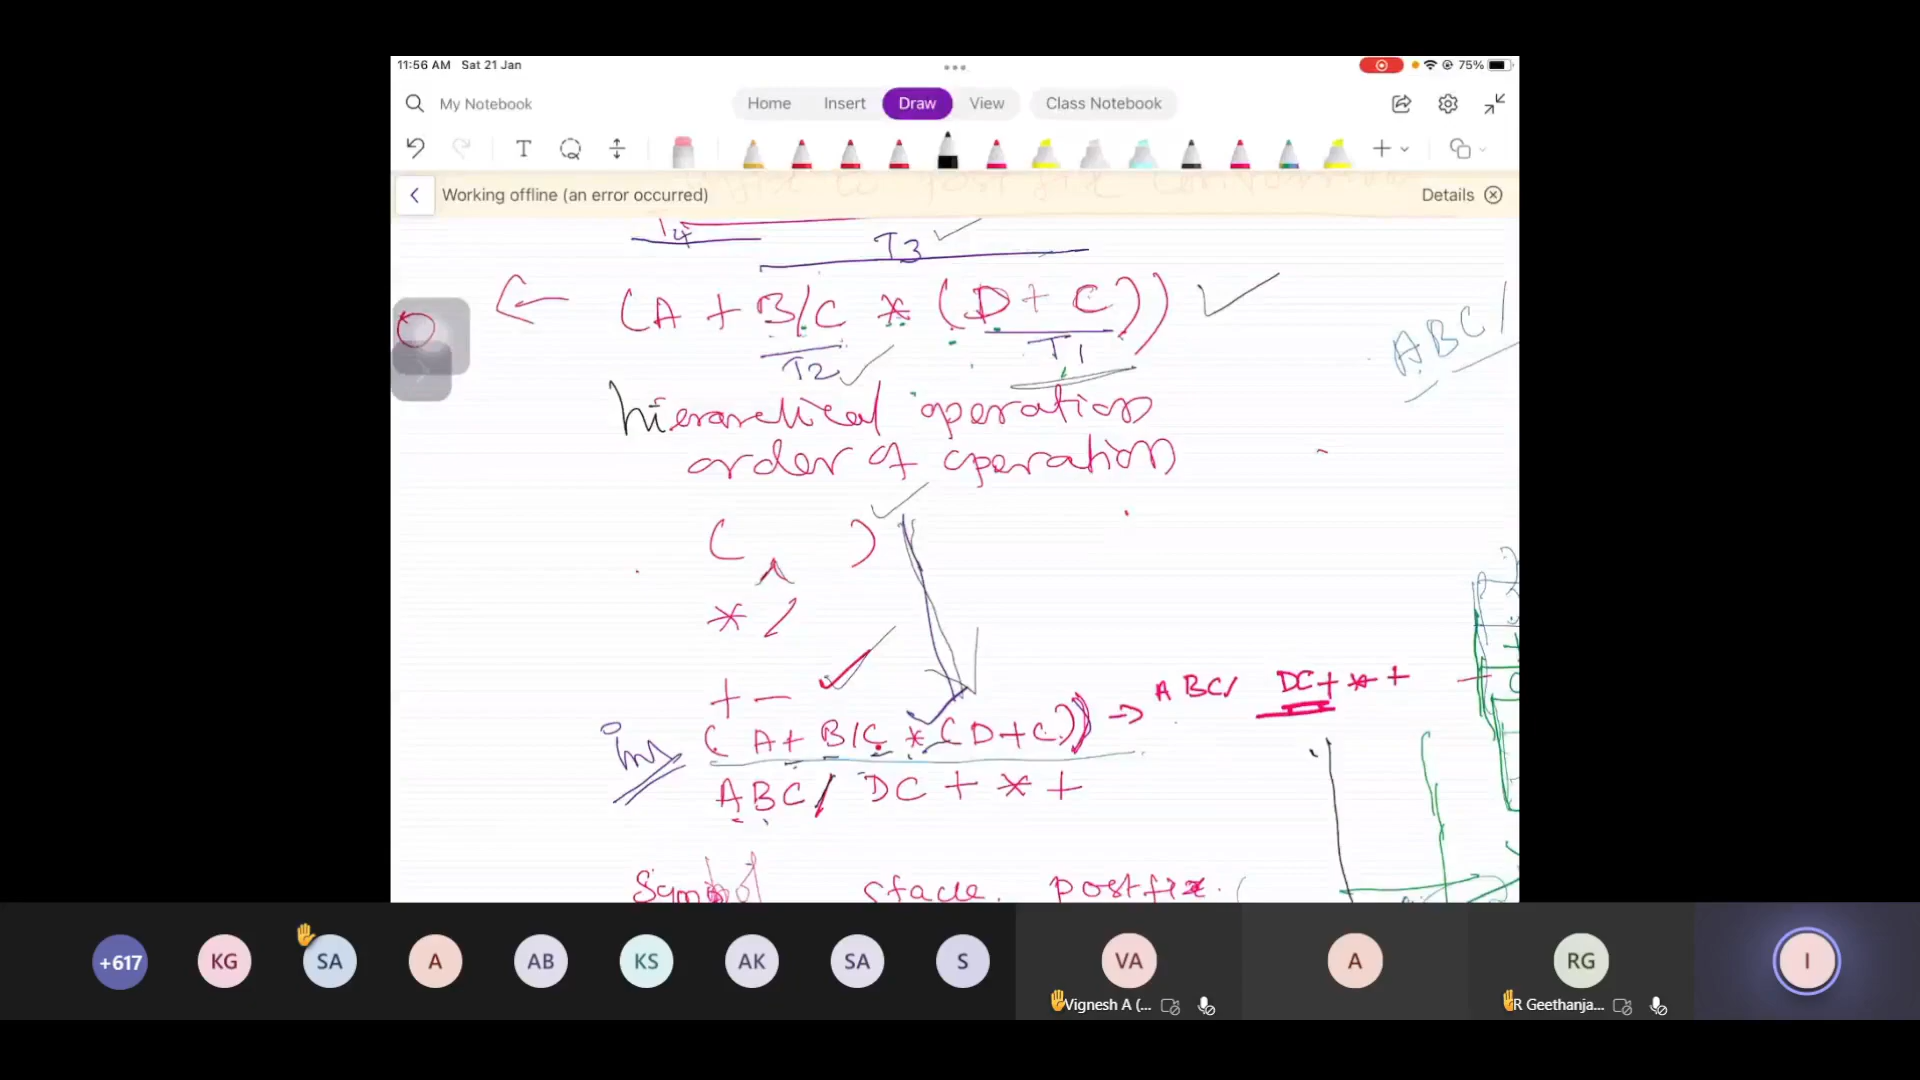 11:56 AM Sat 21 Jan
75%
My Notebook
Home Insert Draw View Class Notebook
T
Working offline (an error occurred)
Details
T4
T3
(A + B/C * (D + C))
T2
T1
ABC/
hierarchical operation
order of operation
( )
^
* /
+ -
ABC/ DC+*+
(A + B/C * (D+C)) →
ABC/ DC + * +
Symbol stack. postfix.
+617 KG SA A AB KS AK SA S VA A RG I
Vignesh A (...
R Geethanja...